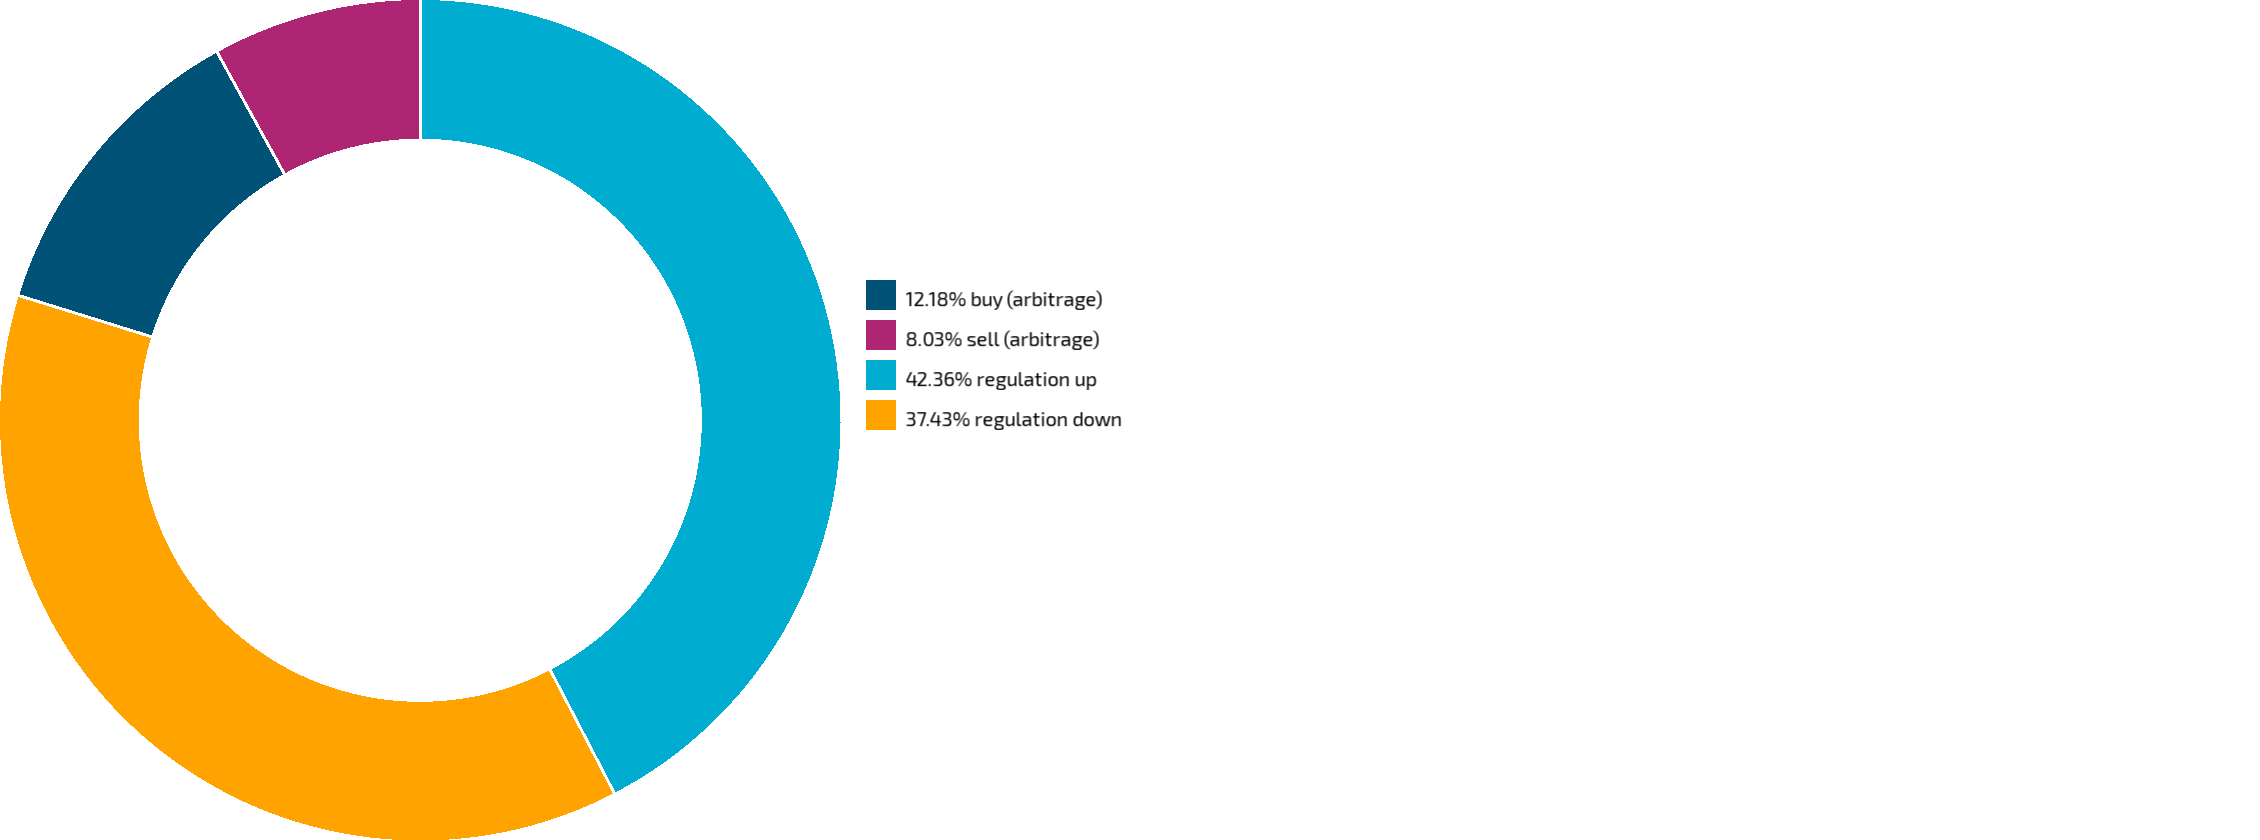 12.18% buy (arbitrage)
8.03% sell (arbitrage)
42.36% regulation up
37.43% regulation down